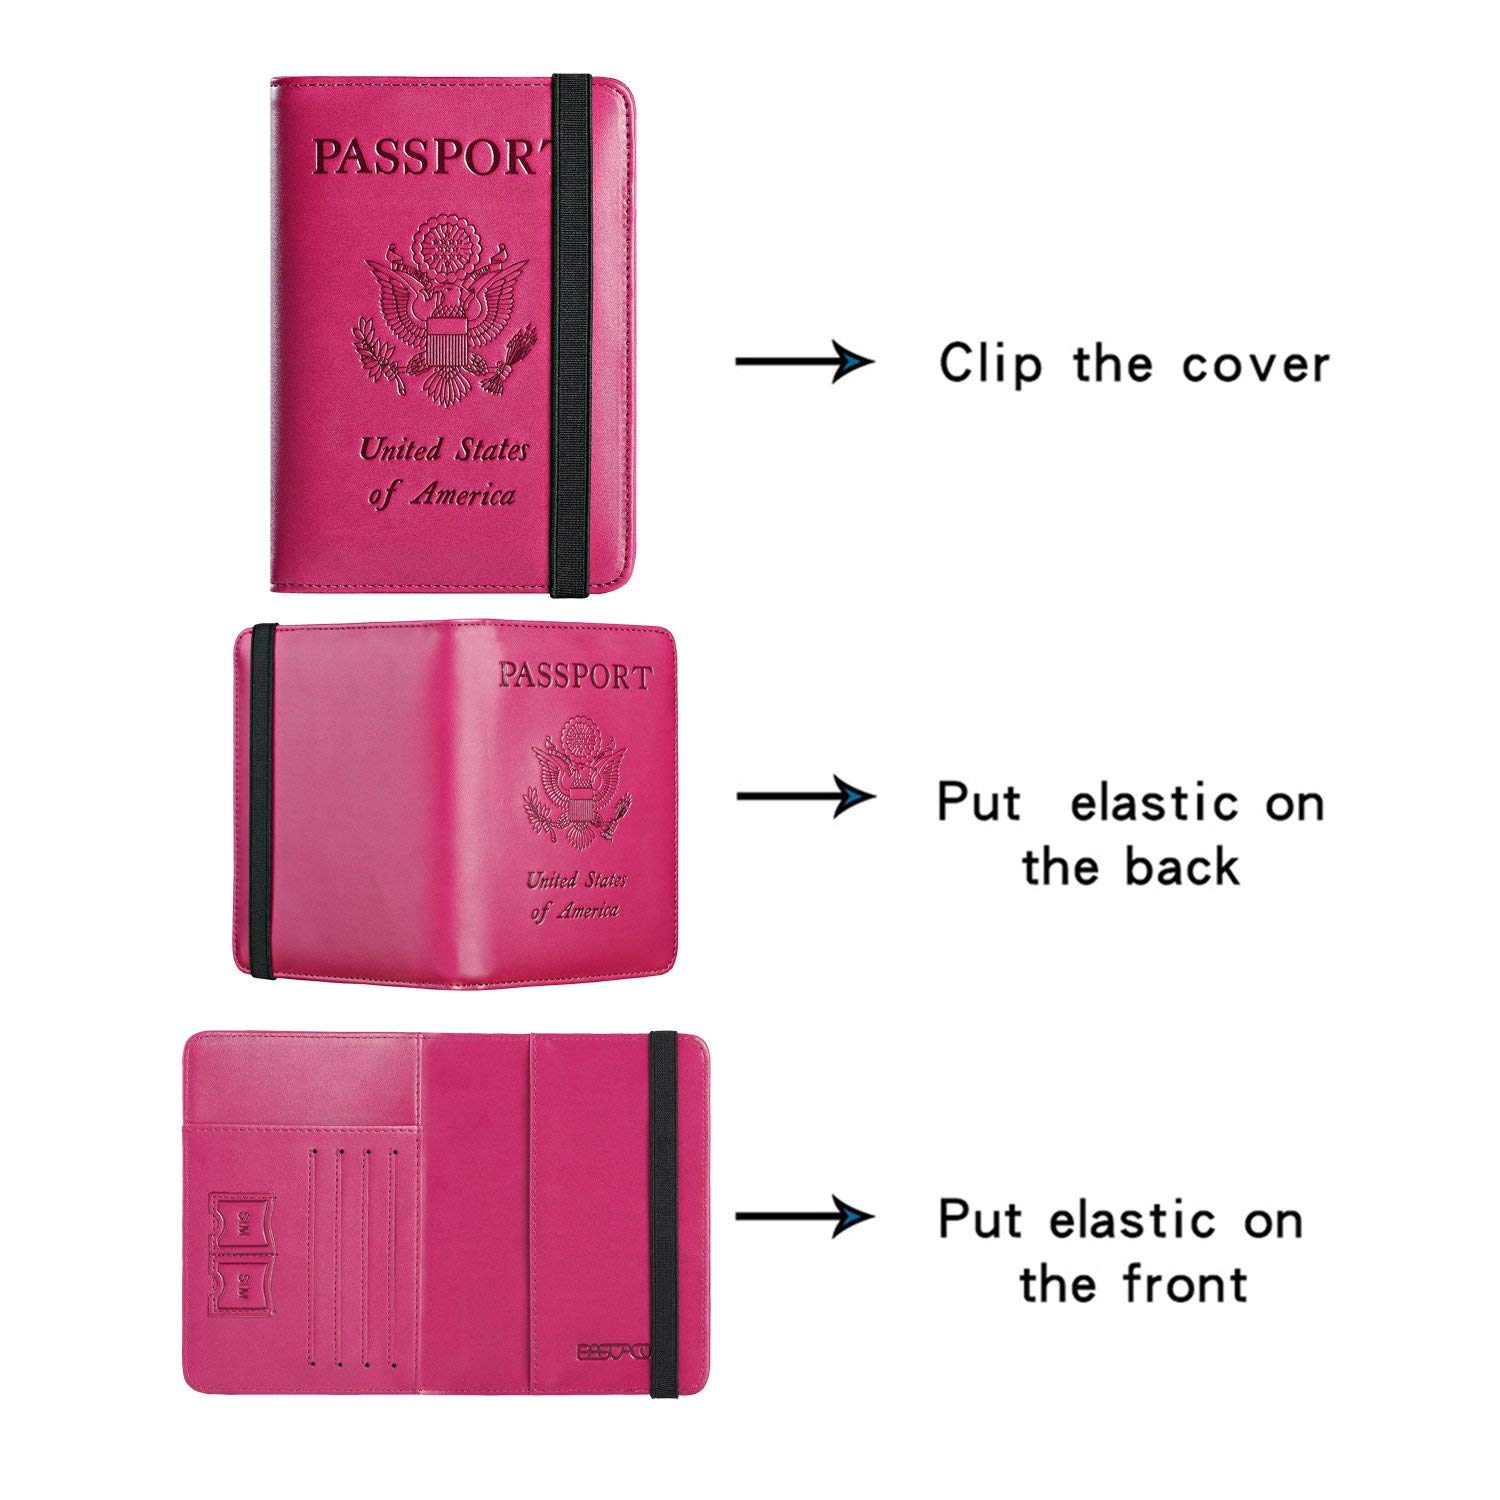 PASSPORT
United States
of America
Clip the cover
PASSPORT
United States
of America
Put elastic on
the back
SIM
SIM
Put elastic on
the front